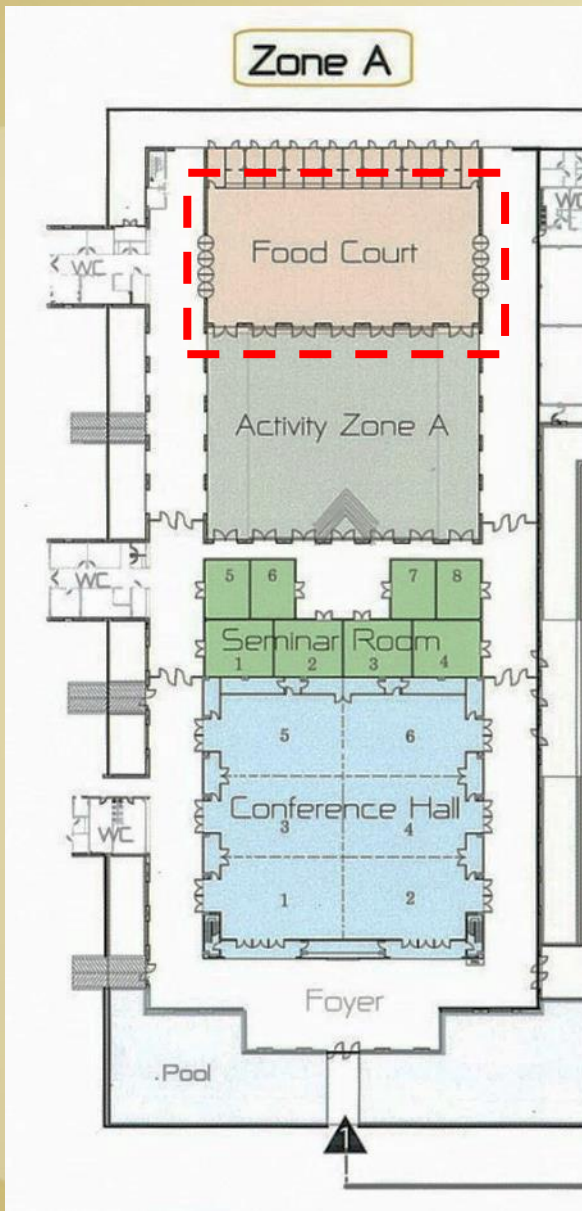 Zone A
WC
Food Court
WC
Activity Zone A
5 6 7 8
WC
Seminar Room
1 2 3 4
5 6
Conference Hall
3 4
WC
1 2
Foyer
.Pool
1